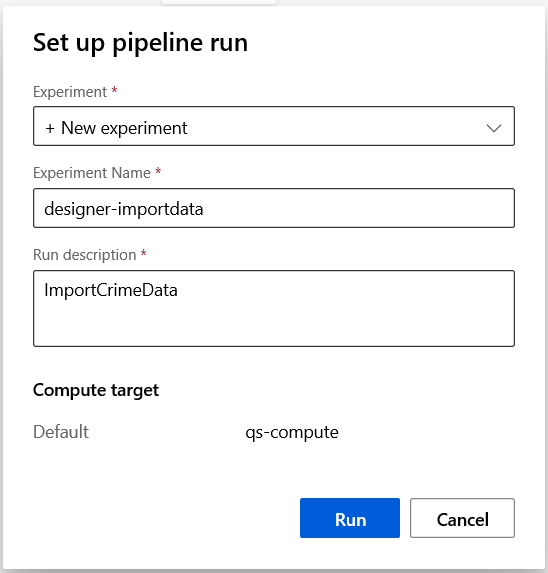 Set up pipeline run
Experiment *
+ New experiment
Experiment Name *
designer-importdata
Run description *
ImportCrimeData
Compute target
Default qs-compute
Run Cancel